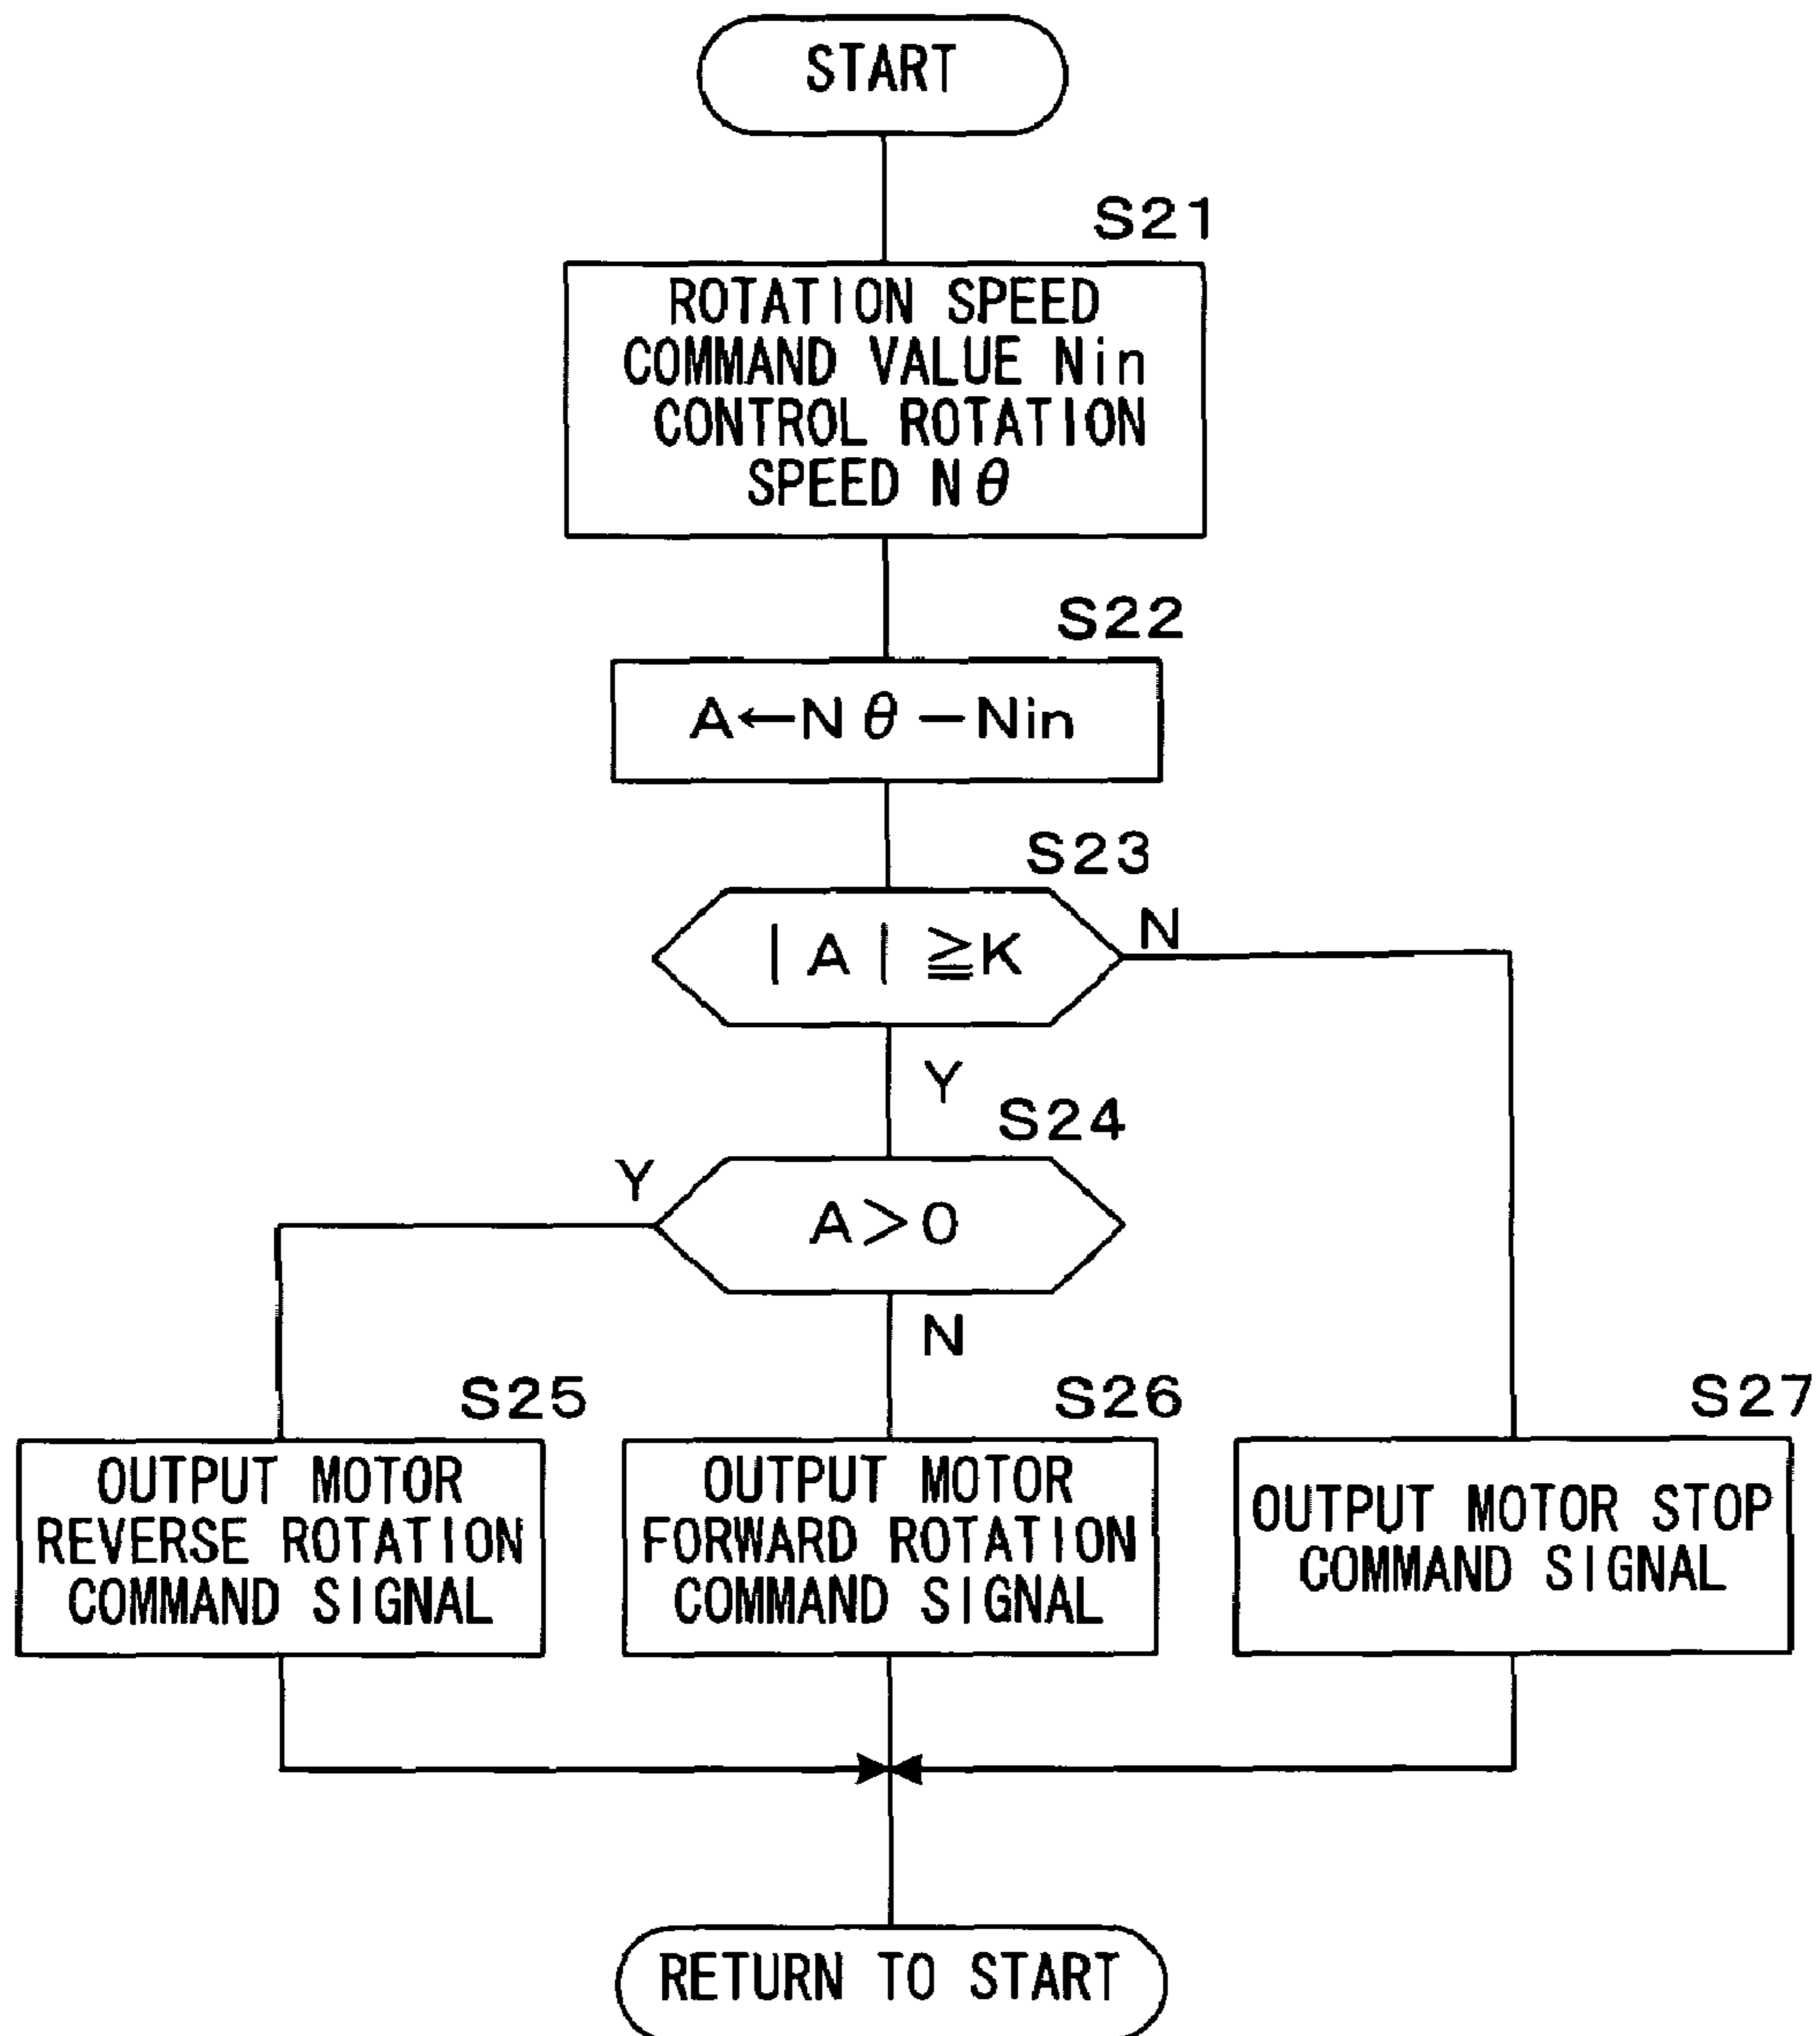 START
S21
ROTATION SPEED
COMMAND VALUE Nin
CONTROL ROTATION
SPEED Nθ
S22
A←Nθ−Nin
S23
|A|≧K
N
Y
S24
Y
A>0
N
S25
OUTPUT MOTOR
REVERSE ROTATION
COMMAND SIGNAL
S26
OUTPUT MOTOR
FORWARD ROTATION
COMMAND SIGNAL
S27
OUTPUT MOTOR STOP
COMMAND SIGNAL
RETURN TO START